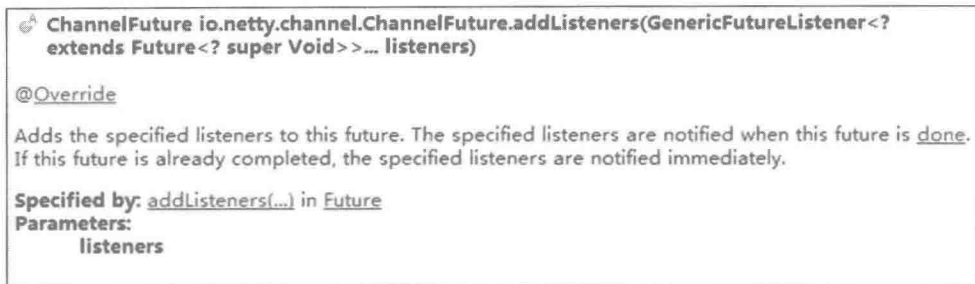 ChannelFuture io.netty.channel.ChannelFuture.addListeners(GenericFutureListener<?
extends Future<? super Void>>... listeners)
@Override
Adds the specified listeners to this future. The specified listeners are notified when this future is done.
If this future is already completed, the specified listeners are notified immediately.
Specified by: addListeners(...) in Future
Parameters:
listeners